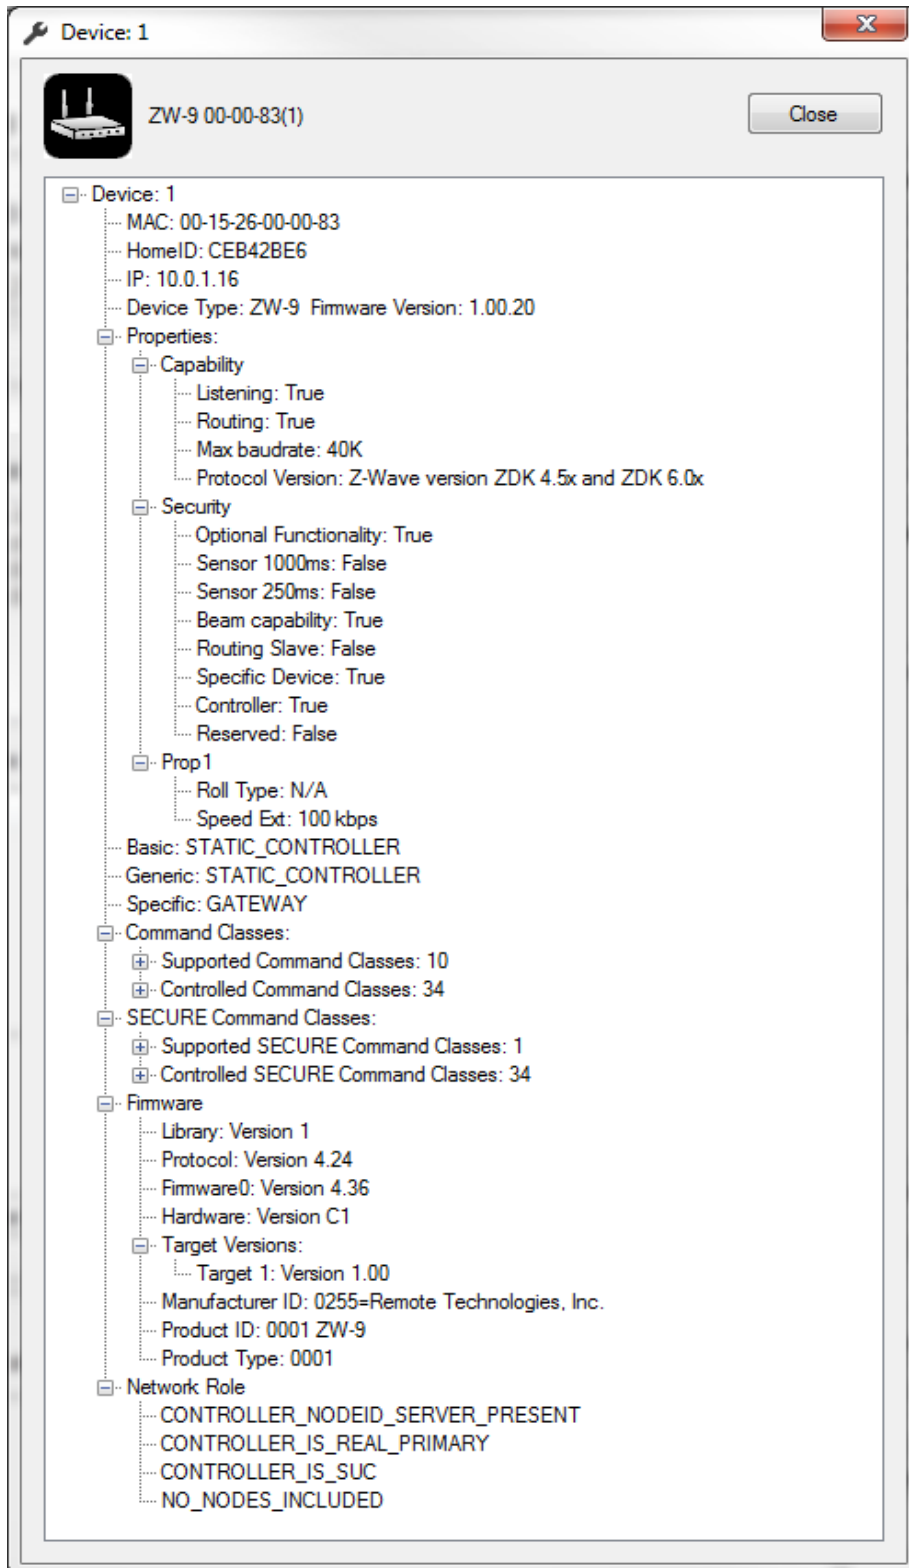 Device: 1
ZW-9 00-00-83(1)
Close
Device: 1
MAC: 00-15-26-00-00-83
HomeID: CEB42BE6
IP: 10.0.1.16
Device Type: ZW-9  Firmware Version: 1.00.20
Properties:
Capability
Listening: True
Routing: True
Max baudrate: 40K
Protocol Version: Z-Wave version ZDK 4.5x and ZDK 6.0x
Security
Optional Functionality: True
Sensor 1000ms: False
Sensor 250ms: False
Beam capability: True
Routing Slave: False
Specific Device: True
Controller: True
Reserved: False
Prop1
Roll Type: N/A
Speed Ext: 100 kbps
Basic: STATIC_CONTROLLER
Generic: STATIC_CONTROLLER
Specific: GATEWAY
Command Classes:
Supported Command Classes: 10
Controlled Command Classes: 34
SECURE Command Classes:
Supported SECURE Command Classes: 1
Controlled SECURE Command Classes: 34
Firmware
Library: Version 1
Protocol: Version 4.24
Firmware0: Version 4.36
Hardware: Version C1
Target Versions:
Target 1: Version 1.00
Manufacturer ID: 0255=Remote Technologies, Inc.
Product ID: 0001 ZW-9
Product Type: 0001
Network Role
CONTROLLER_NODEID_SERVER_PRESENT
CONTROLLER_IS_REAL_PRIMARY
CONTROLLER_IS_SUC
NO_NODES_INCLUDED